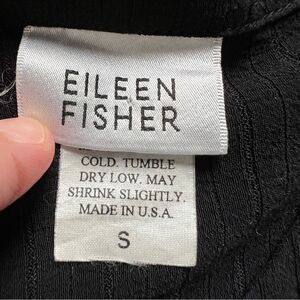 EILEEN
FISHER
COLD. TUMBLE
DRY LOW. MAY
SHRINK SLIGHTLY.
MADE IN U.S.A.
S